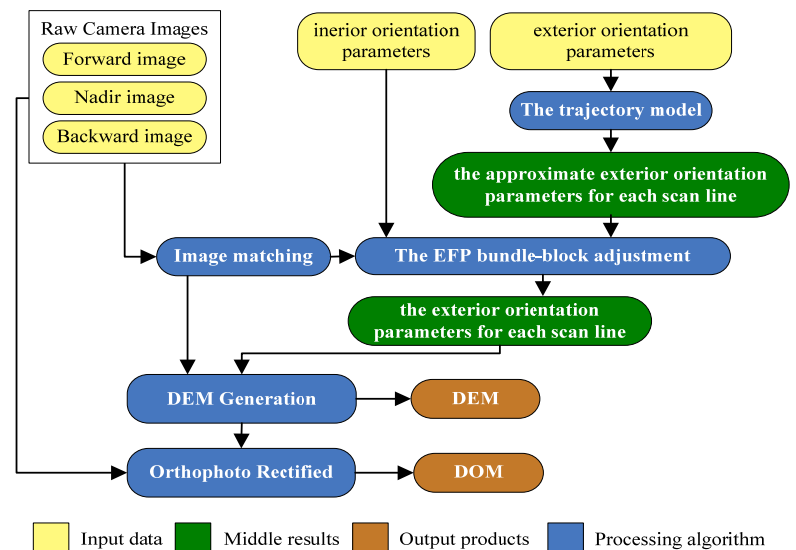 Raw Camera Images
Forward image
Nadir image
Backward image
inerior orientation
parameters
exterior orientation
parameters
The trajectory model
the approximate exterior orientation
parameters for each scan line
Image matching
The EFP bundle-block adjustment
the exterior orientation
parameters for each scan line
DEM Generation
DEM
Orthophoto Rectified
DOM
Input data
Middle results
Output products
Processing algorithm